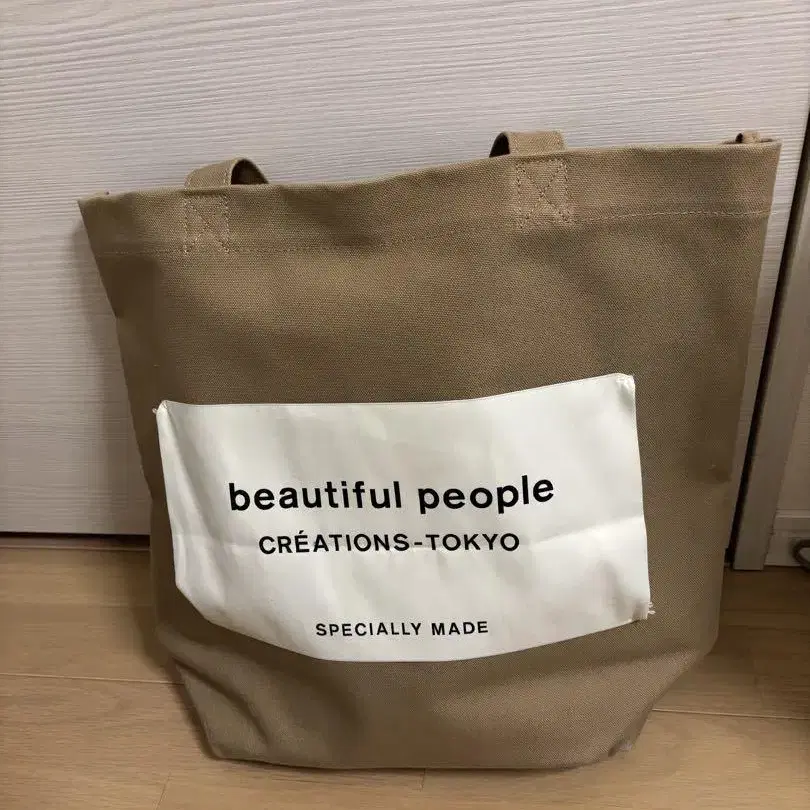 beautiful people
CRÉATIONS-TOKYO
SPECIALLY MADE